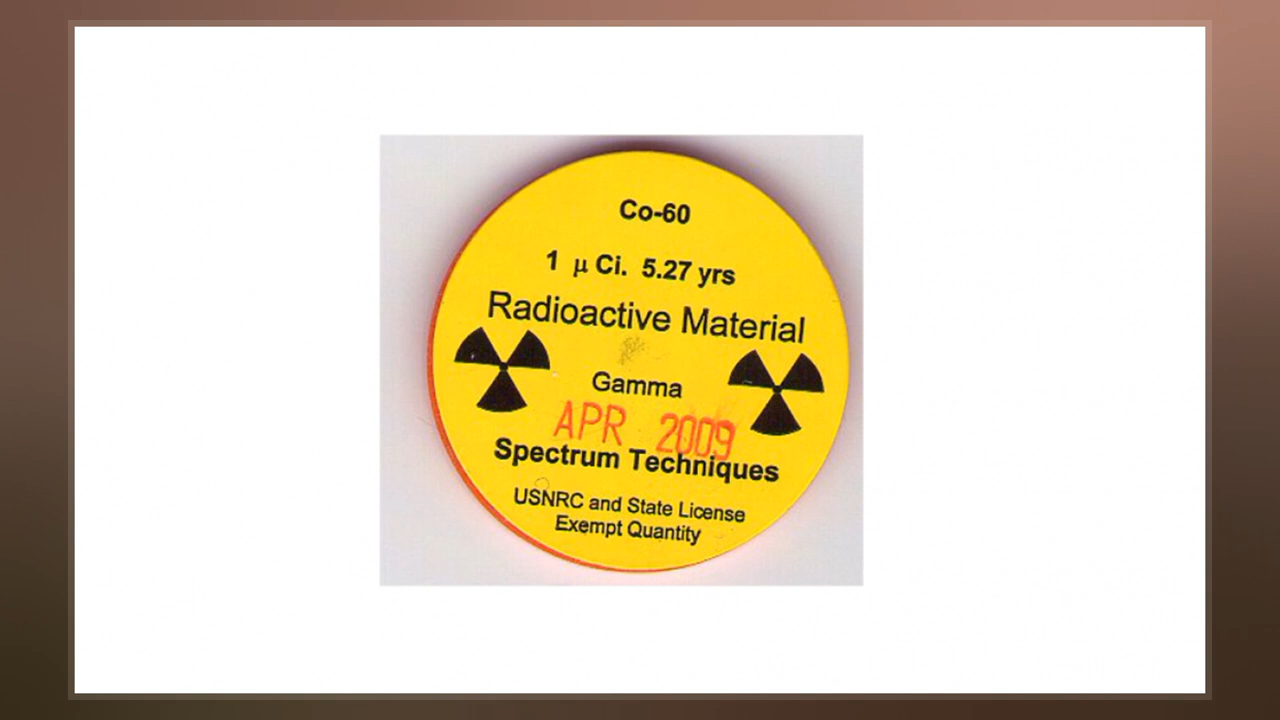 Co-60
1 μ Ci. 5.27 yrs
Radioactive Material
Gamma
APR 2009
Spectrum Techniques
USNRC and State License
Exempt Quantity